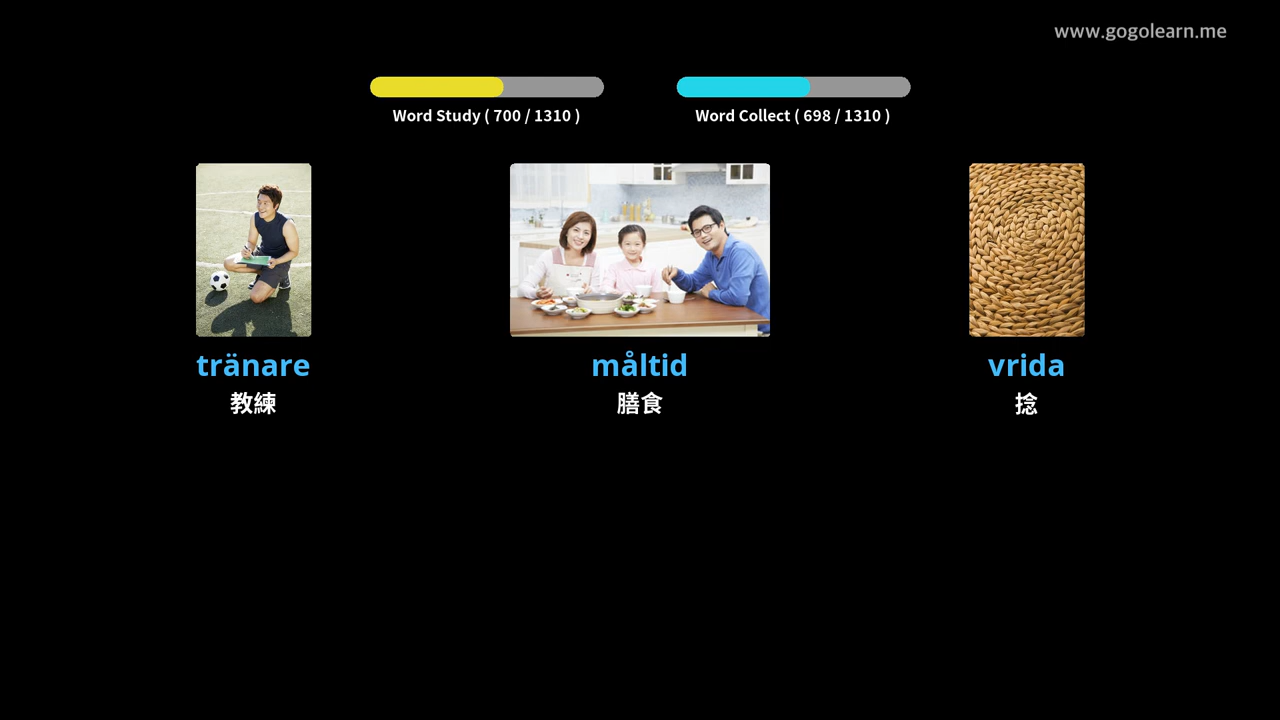 www.gogolearn.me
Word Study ( 700 / 1310 )
Word Collect ( 698 / 1310 )
tränare
måltid
vrida
教練
膳食
捻